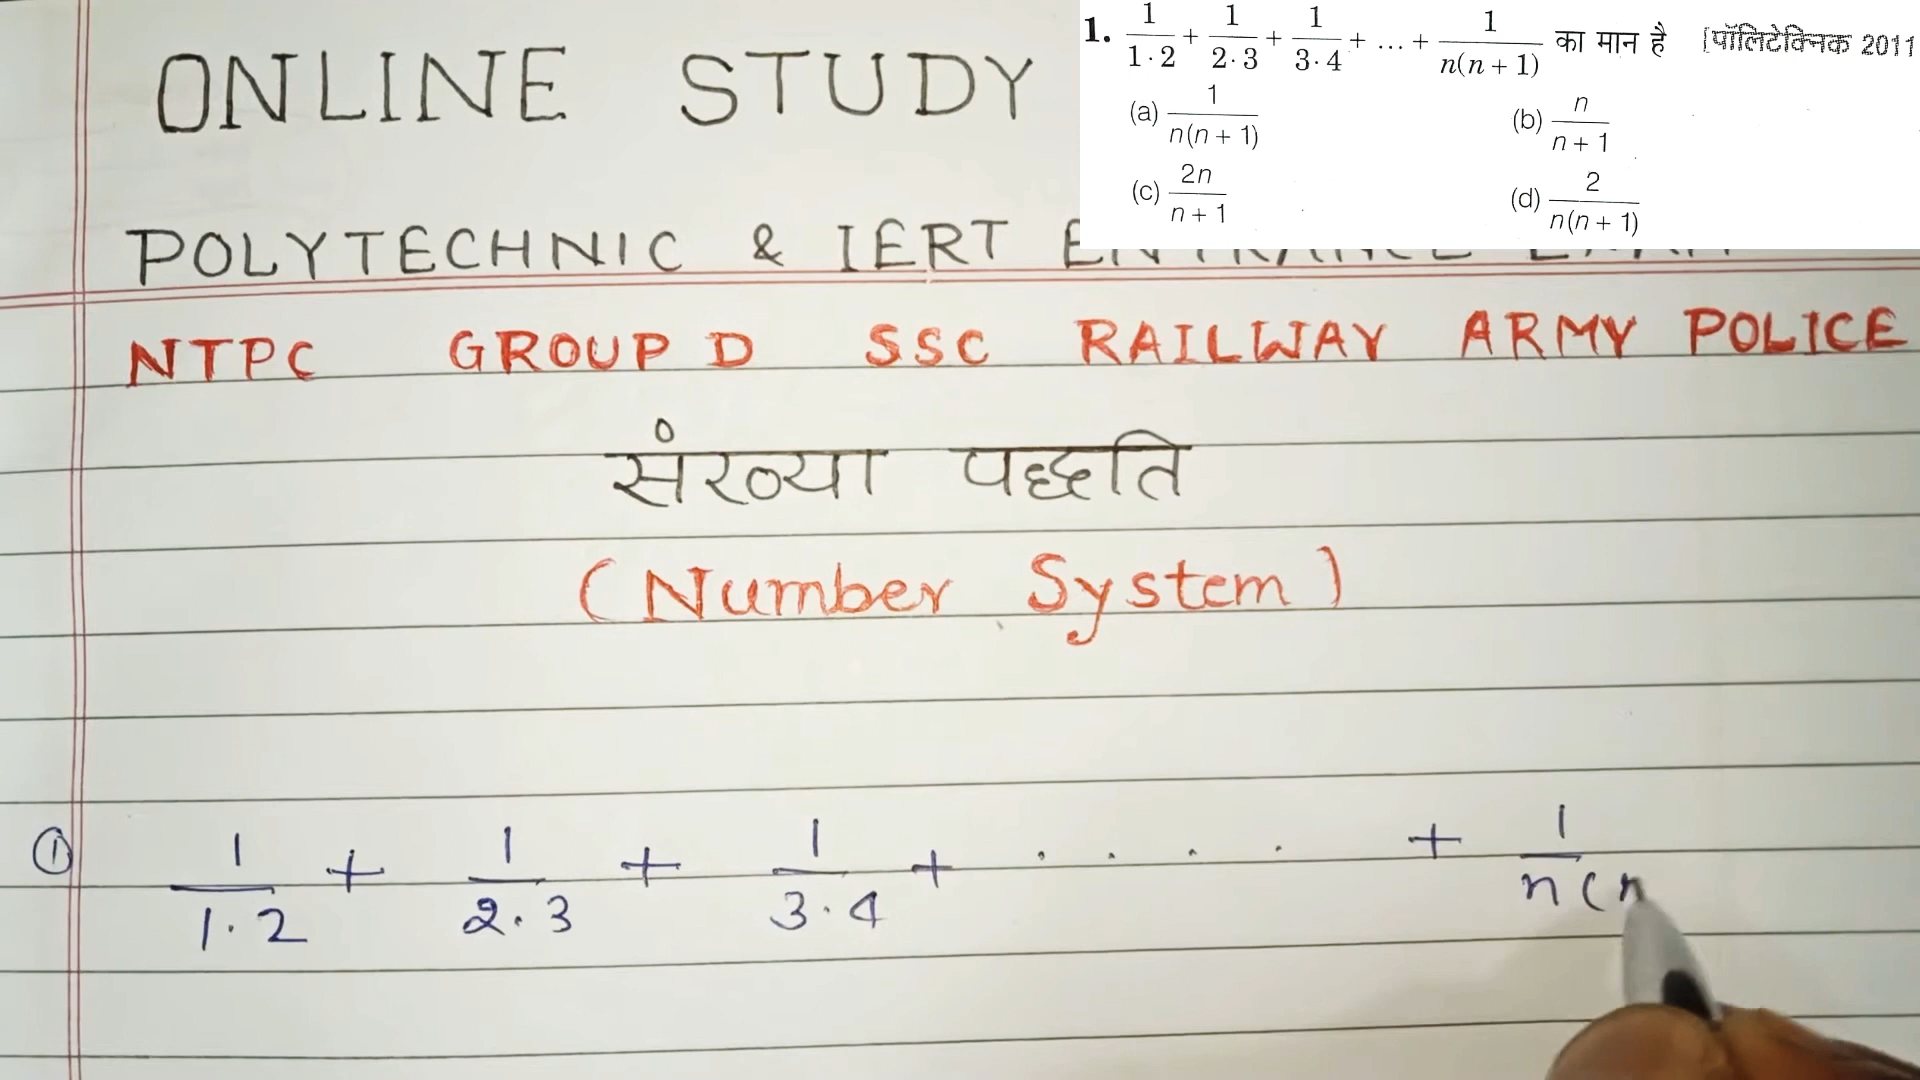 ONLINE STUDY
1. 1/1·2 + 1/2·3 + 1/3·4 + ... + 1/n(n + 1) का मान है [पॉलिटेक्निक 2011
(a) 1/n(n + 1) (b) n/n + 1
(c) 2n/n + 1 (d) 2/n(n + 1)
POLYTECHNIC & IERT
NTPC GROUP D SSC RAILWAY ARMY POLICE
संख्या पद्धति
(Number System)
① 1/1·2 + 1/2·3 + 1/3·4 + . . . . + 1/n(n